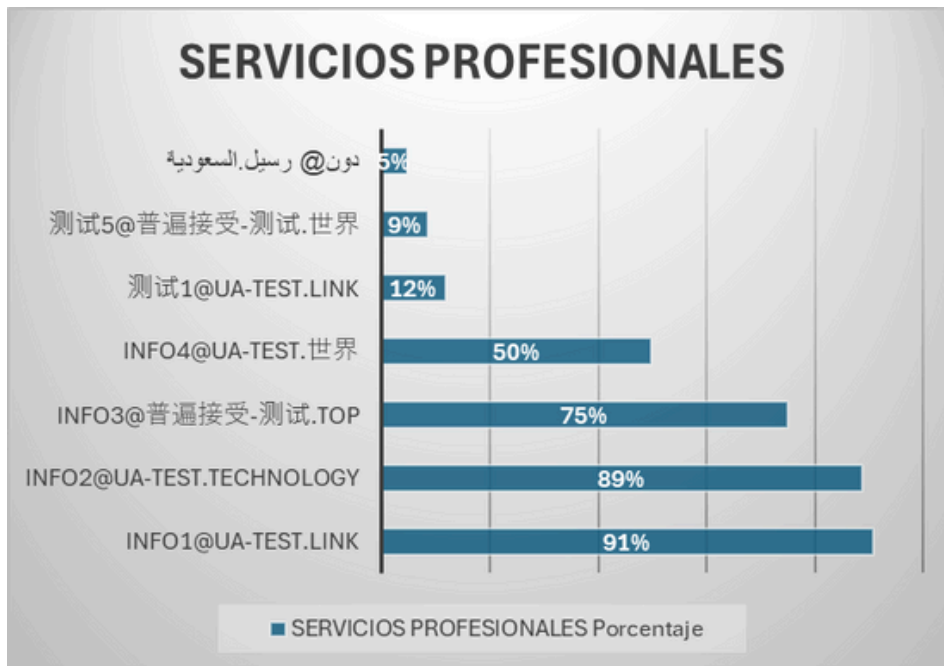 SERVICIOS PROFESIONALES
دون@ رسيل.السعودية 5%
测试5@普遍接受-测试.世界 9%
测试1@UA-TEST.LINK 12%
INFO4@UA-TEST.世界 50%
INFO3@普遍接受-测试.TOP 75%
INFO2@UA-TEST.TECHNOLOGY 89%
INFO1@UA-TEST.LINK 91%
SERVICIOS PROFESIONALES Porcentaje